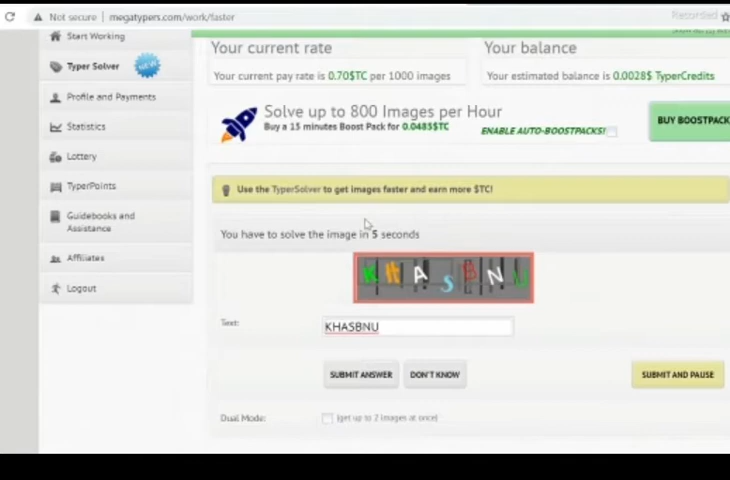 Not secure | megatypers.com/work/faster
Recorded
Start Working
Typer Solver NEW
Profile and Payments
Statistics
Lottery
TyperPoints
Guidebooks and
Assistance
Affiliates
Logout
Your current rate
Your current pay rate is 0.70$TC per 1000 images
Your balance
Your estimated balance is 0.0028$ TyperCredits
Solve up to 800 Images per Hour
Buy a 15 minutes Boost Pack for 0.0485$TC
ENABLE AUTO-BOOSTPACKS!
BUY BOOSTPACK
Use the TyperSolver to get images faster and earn more $TC!
You have to solve the image in 5 seconds
KHASBNU
Text:
KHASBNU
SUBMIT ANSWER
DON'T KNOW
SUBMIT AND PAUSE
Dual Mode:
(get up to 2 images at once)